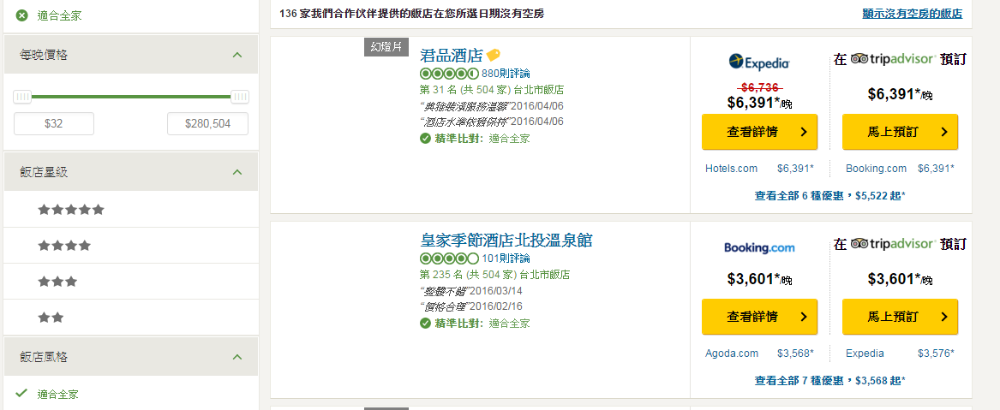 適合全家
每晚價格
$32
$280,504
飯店星級
飯店風格
適合全家
136 家我們合作伙伴提供的飯店在您所選日期沒有空房
顯示沒有空房的飯店
幻燈片
君品酒店
880則評論
第 31 名 (共 504 家) 台北市飯店
“典雅裝潢服務溫馨”2016/04/06
“酒店水準依舊保持”2016/04/06
精準比對: 適合全家
Expedia
$6,736
$6,391*/晚
查看詳情
在 tripadvisor 預訂
$6,391*/晚
馬上預訂
Hotels.com $6,391*
Booking.com $6,391*
查看全部 6 種優惠，$5,522 起*
皇家季節酒店北投溫泉館
101則評論
第 235 名 (共 504 家) 台北市飯店
“整體不錯”2016/03/14
“價格合理”2016/02/16
精準比對: 適合全家
Booking.com
$3,601*/晚
查看詳情
在 tripadvisor 預訂
$3,601*/晚
馬上預訂
Agoda.com $3,568*
Expedia $3,576*
查看全部 7 種優惠，$3,568 起*